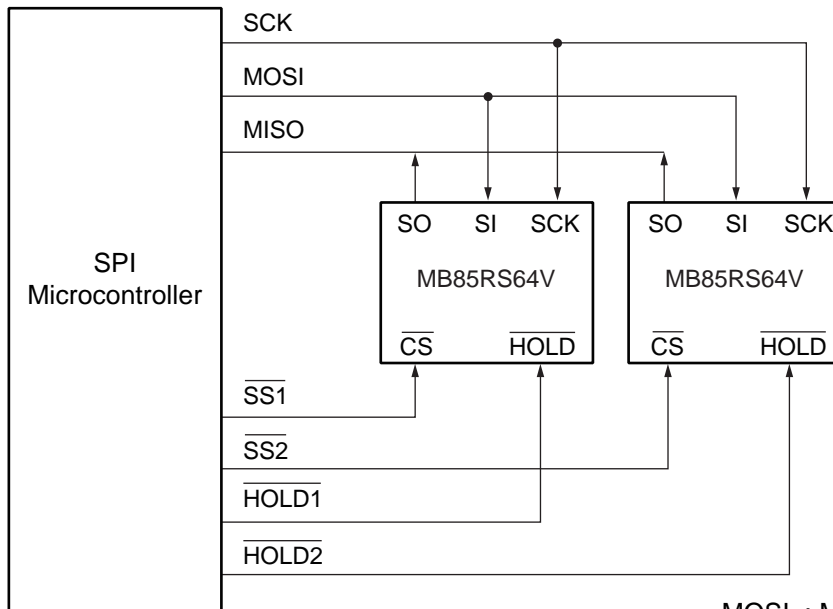 SCK
MOSI
MISO
SO SI SCK
SO SI SCK
SPI
Microcontroller
MB85RS64V
MB85RS64V
CS HOLD
CS HOLD
SS1
SS2
HOLD1
HOLD2
MOSI : M